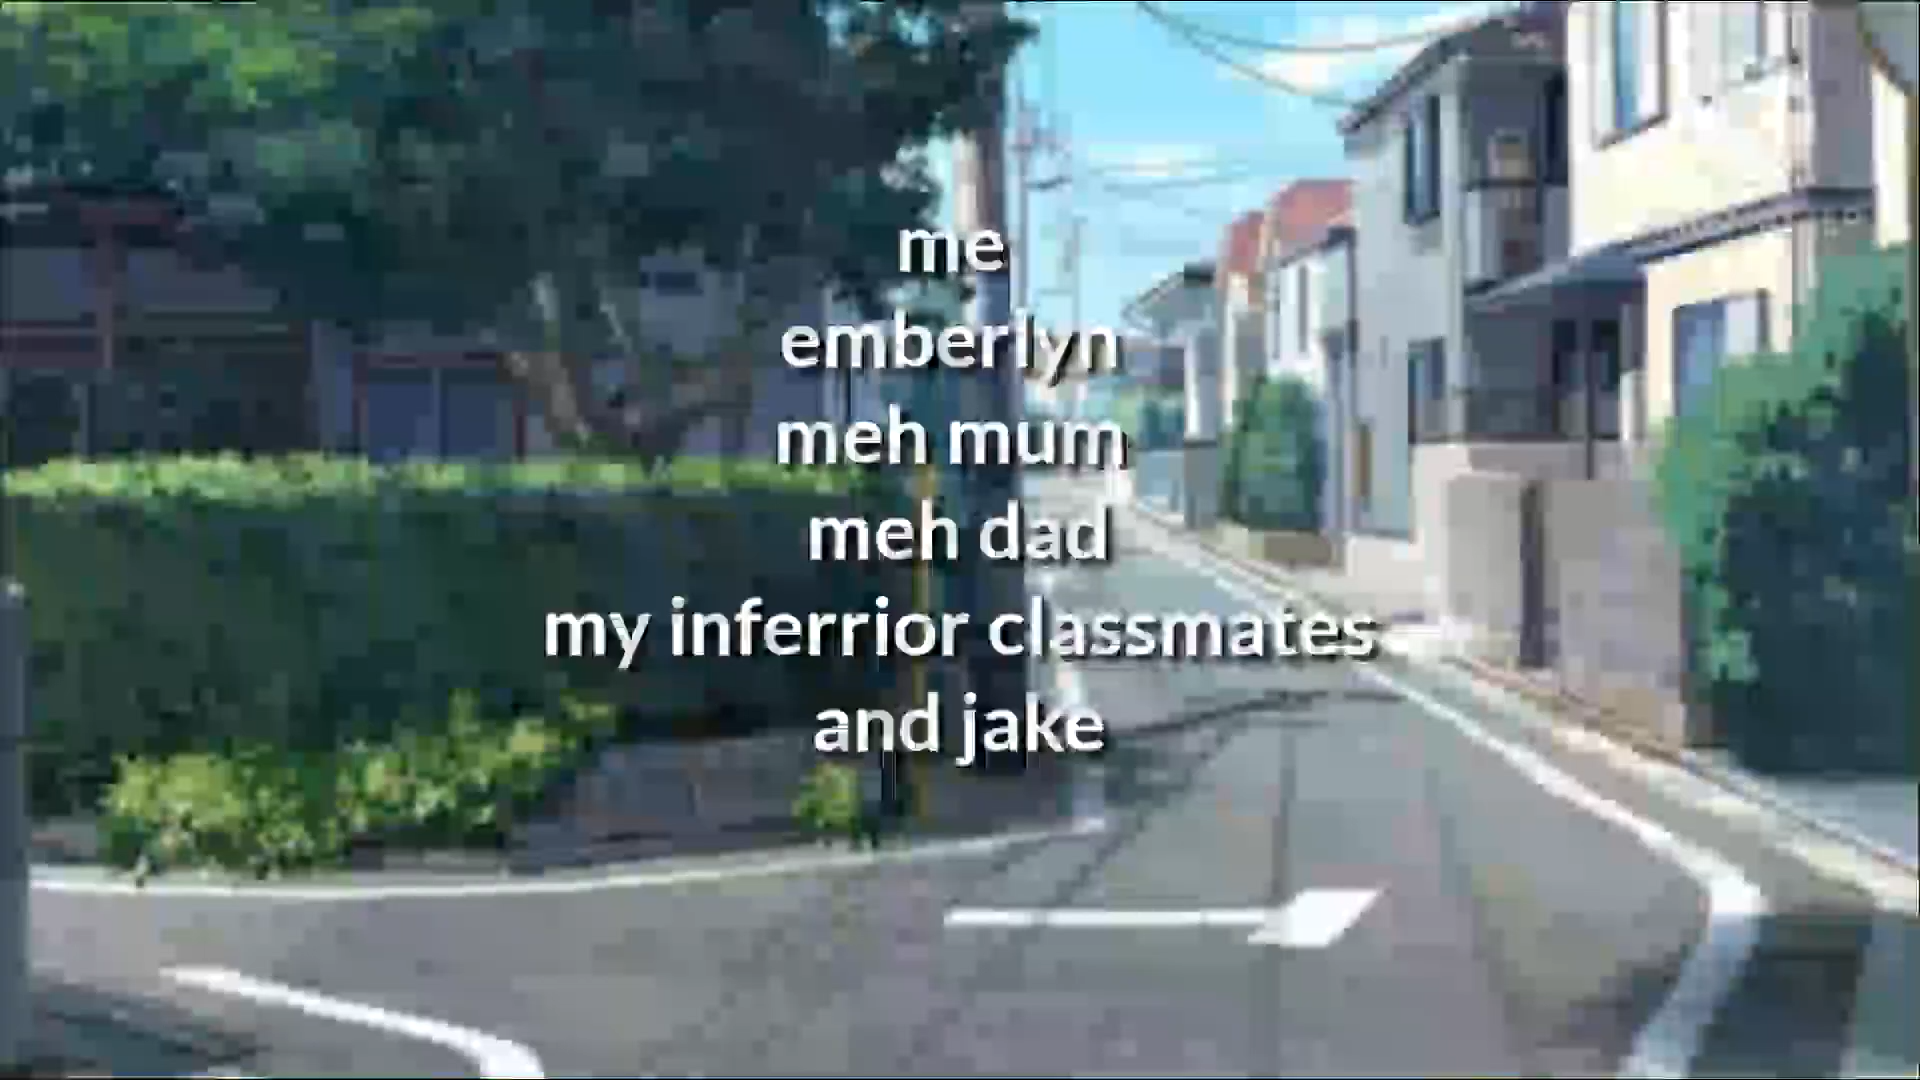 me
emberlyn
meh mum
meh dad
my inferrior classmates
and jake